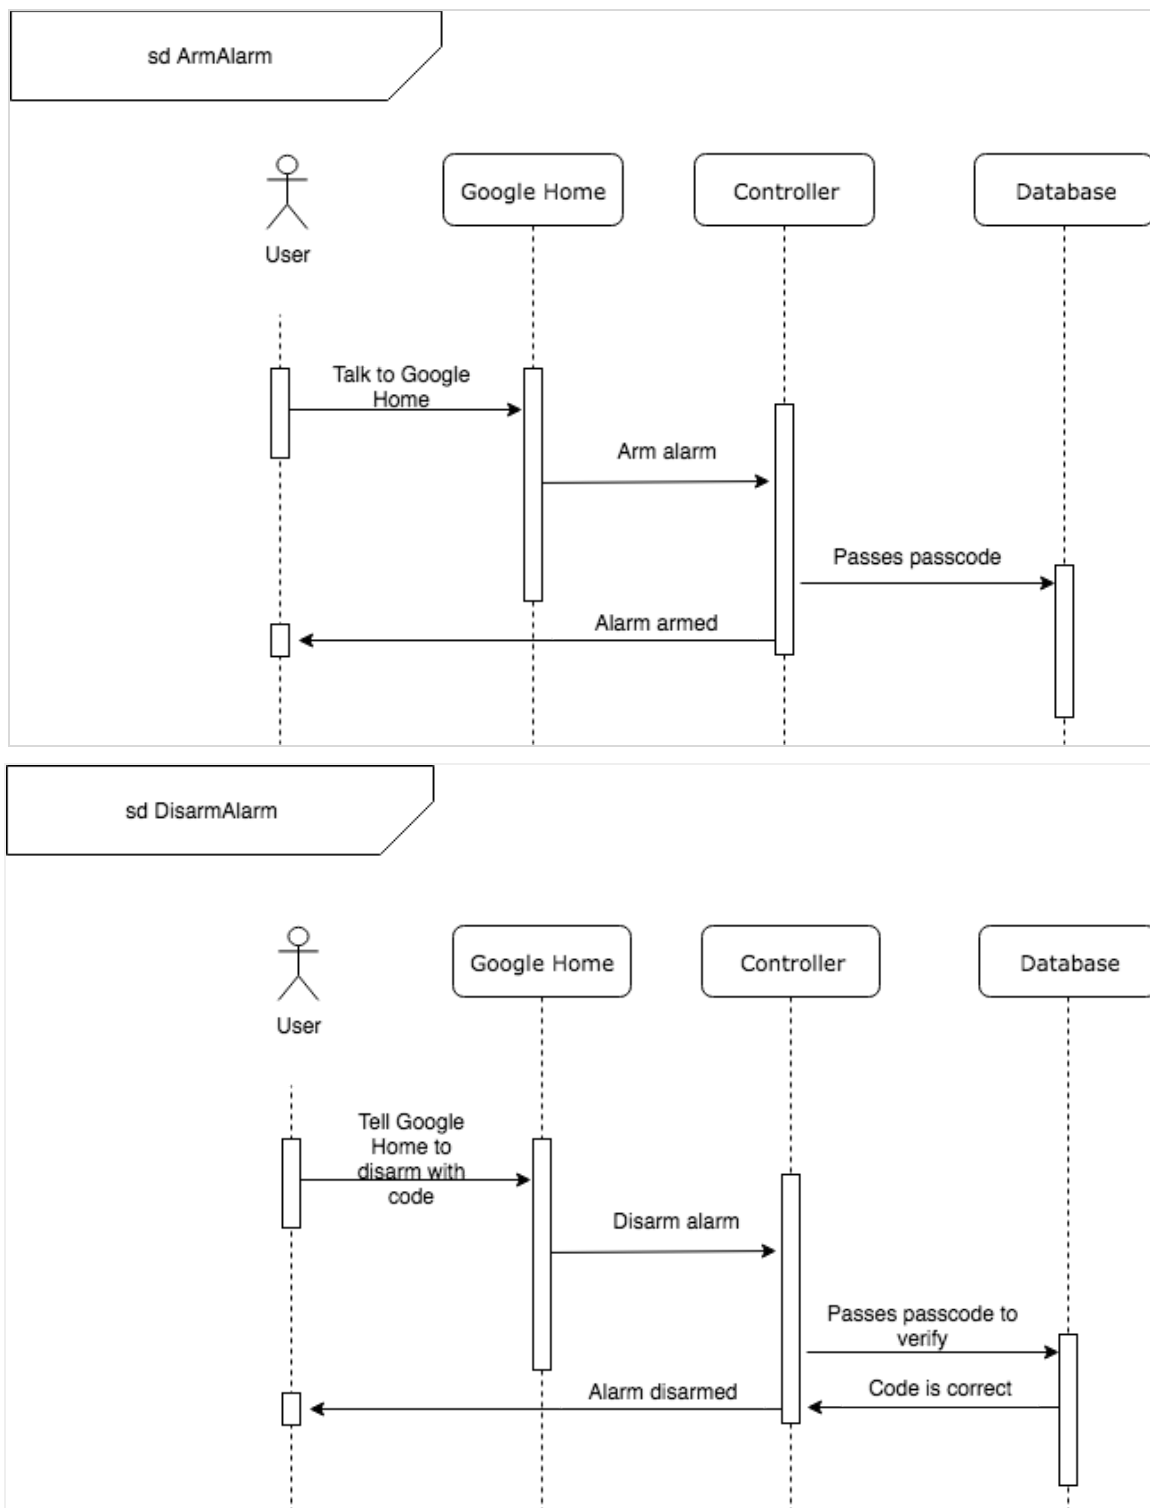 sd ArmAlarm
Google Home
Controller
Database
User
Talk to Google
Home
Arm alarm
Passes passcode
Alarm armed
sd DisarmAlarm
Google Home
Controller
Database
User
Tell Google
Home to
disarm with
code
Disarm alarm
Passes passcode to
verify
Code is correct
Alarm disarmed